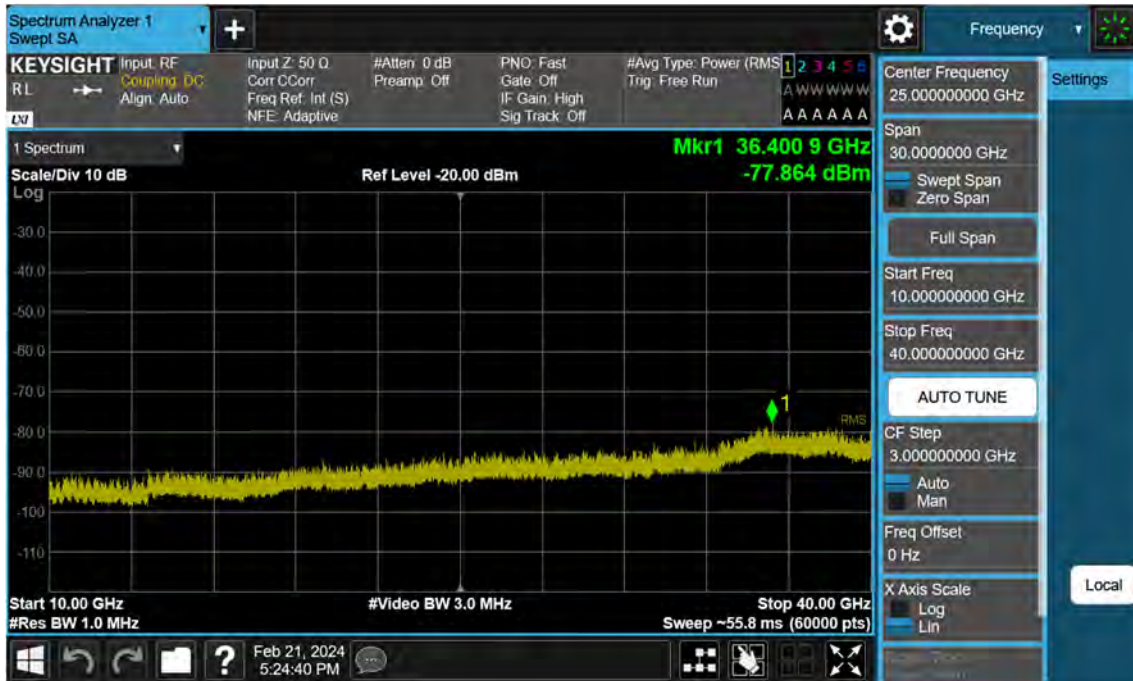 Spectrum Analyzer 1
Swept SA
+
Frequency
KEYSIGHT
RL
LXI
Input: RF
Coupling: DC
Align: Auto
Input Z: 50 Ω
Corr CCorr
Freq Ref: Int (S)
NFE: Adaptive
#Atten: 0 dB
Preamp: Off
PNO: Fast
Gate: Off
IF Gain: High
Sig Track: Off
#Avg Type: Power (RMS
Trig: Free Run
1 2 3 4 5 6
A W W W W W
A A A A A A
1 Spectrum
Mkr1 36.400 9 GHz
-77.864 dBm
Scale/Div 10 dB
Ref Level -20.00 dBm
Log
-30.0
-40.0
-50.0
-60.0
-70.0
-80.0
-90.0
-100
-110
1
RMS
Start 10.00 GHz
#Video BW 3.0 MHz
Stop 40.00 GHz
#Res BW 1.0 MHz
Sweep ~55.8 ms (60000 pts)
Center Frequency
25.000000000 GHz
Span
30.0000000 GHz
Swept Span
Zero Span
Full Span
Start Freq
10.000000000 GHz
Stop Freq
40.000000000 GHz
AUTO TUNE
CF Step
3.000000000 GHz
Auto
Man
Freq Offset
0 Hz
X Axis Scale
Log
Lin
Settings
Local
?
Feb 21, 2024
5:24:40 PM